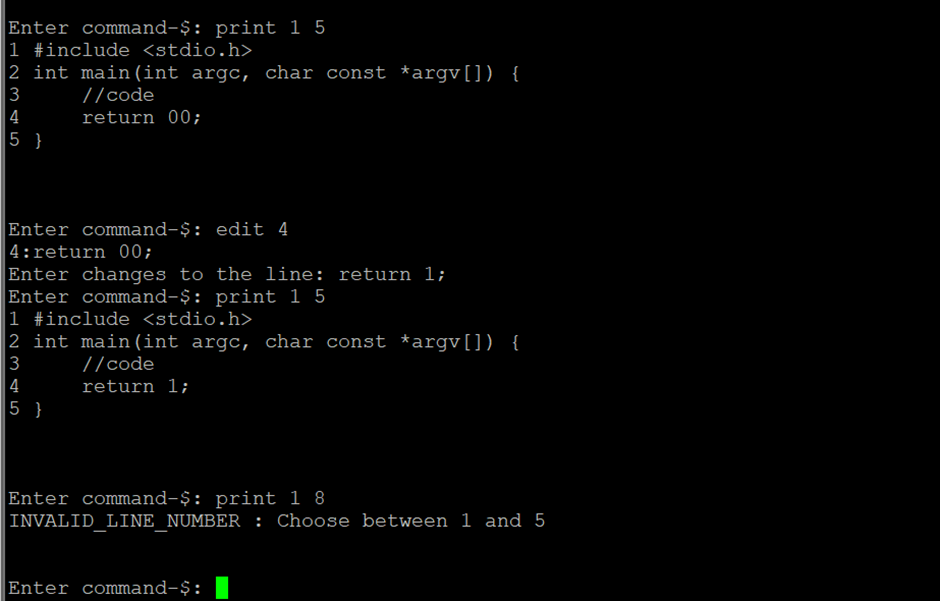 Enter command-$: print 1 5
1 #include <stdio.h>
2 int main(int argc, char const *argv[]) {
3     //code
4     return 00;
5 }
Enter command-$: edit 4
4:return 00;
Enter changes to the line: return 1;
Enter command-$: print 1 5
1 #include <stdio.h>
2 int main(int argc, char const *argv[]) {
3     //code
4     return 1;
5 }
Enter command-$: print 1 8
INVALID_LINE_NUMBER : Choose between 1 and 5
Enter command-$: